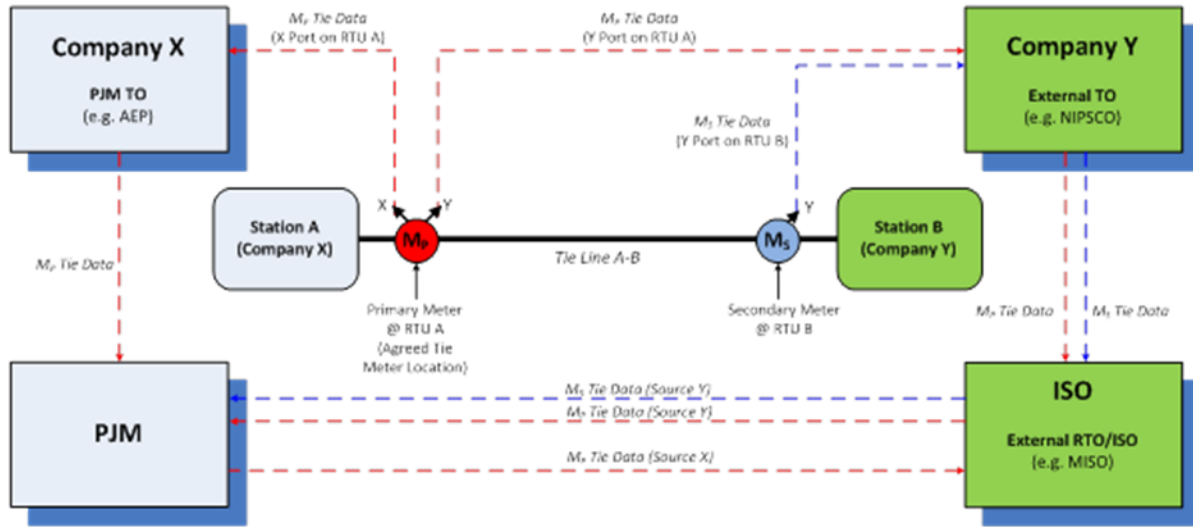 Mₚ Tie Data
(X Port on RTU A)
Mₚ Tie Data
(Y Port on RTU A)
Company X
PJM TO
(e.g. AEP)
Company Y
External TO
(e.g. NIPSCO)
Mₛ Tie Data
(Y Port on RTU B)
X
Y
Y
Station A
(Company X)
Mₚ
Tie Line A-B
Mₛ
Station B
(Company Y)
Mₚ Tie Data
Primary Meter
@ RTU A
(Agreed Tie
Meter Location)
Secondary Meter
@ RTU B
Mₚ Tie Data
Mₛ Tie Data
PJM
Mₛ Tie Data (Source Y)
Mₚ Tie Data (Source Y)
Mₚ Tie Data (Source X)
ISO
External RTO/ISO
(e.g. MISO)